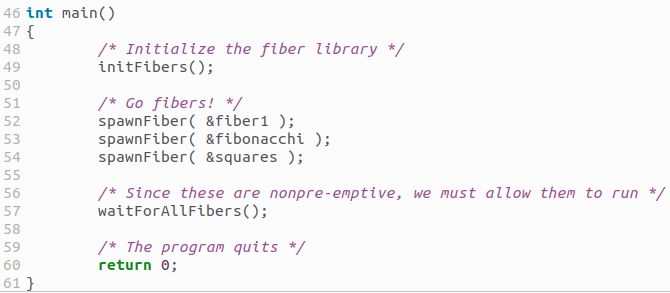 46 int main()
47 {
48         /* Initialize the fiber library */
49         initFibers();
50
51         /* Go fibers! */
52         spawnFiber( &fiber1 );
53         spawnFiber( &fibonacchi );
54         spawnFiber( &squares );
55
56         /* Since these are nonpre-emptive, we must allow them to run */
57         waitForAllFibers();
58
59         /* The program quits */
60         return 0;
61 }